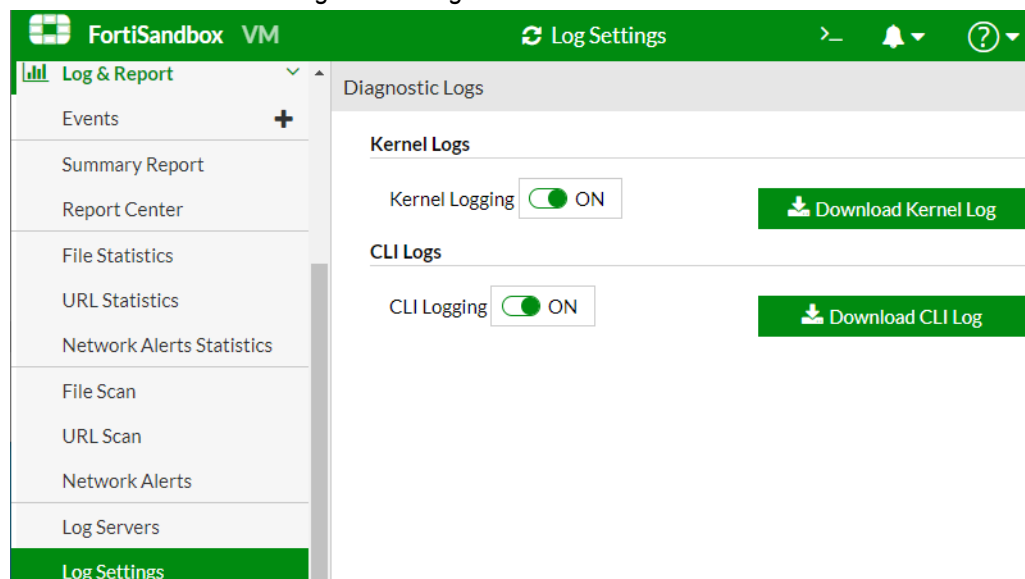 FortiSandbox VM
Log Settings
>_
Log & Report
Events
Summary Report
Report Center
File Statistics
URL Statistics
Network Alerts Statistics
File Scan
URL Scan
Network Alerts
Log Servers
Log Settings
Diagnostic Logs
Kernel Logs
Kernel Logging ON
Download Kernel Log
CLI Logs
CLI Logging ON
Download CLI Log